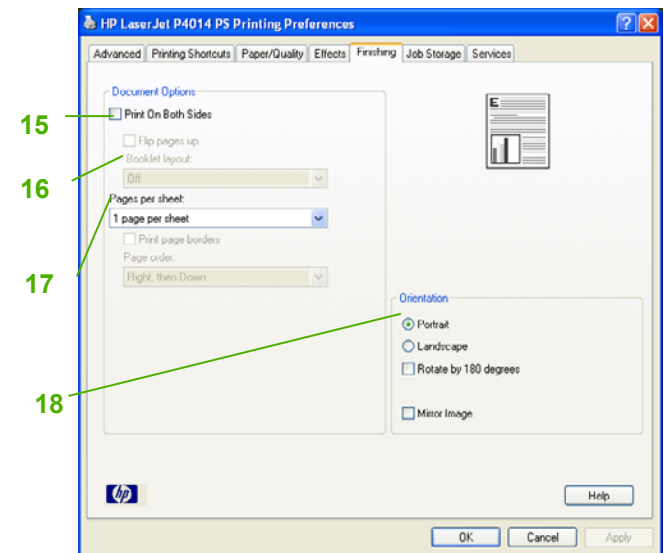 HP LaserJet P4014 PS Printing Preferences
Advanced Printing Shortcuts Paper/Quality Effects Finishing Job Storage Services
Document Options
15
Print On Both Sides
Flip pages up
16
Booklet layout:
Off
Pages per sheet:
1 page per sheet
17
Print page borders
Page order:
Right, then Down
E
Orientation
18
Portrait
Landscape
Rotate by 180 degrees
Mirror Image
hp
Help
OK Cancel Apply